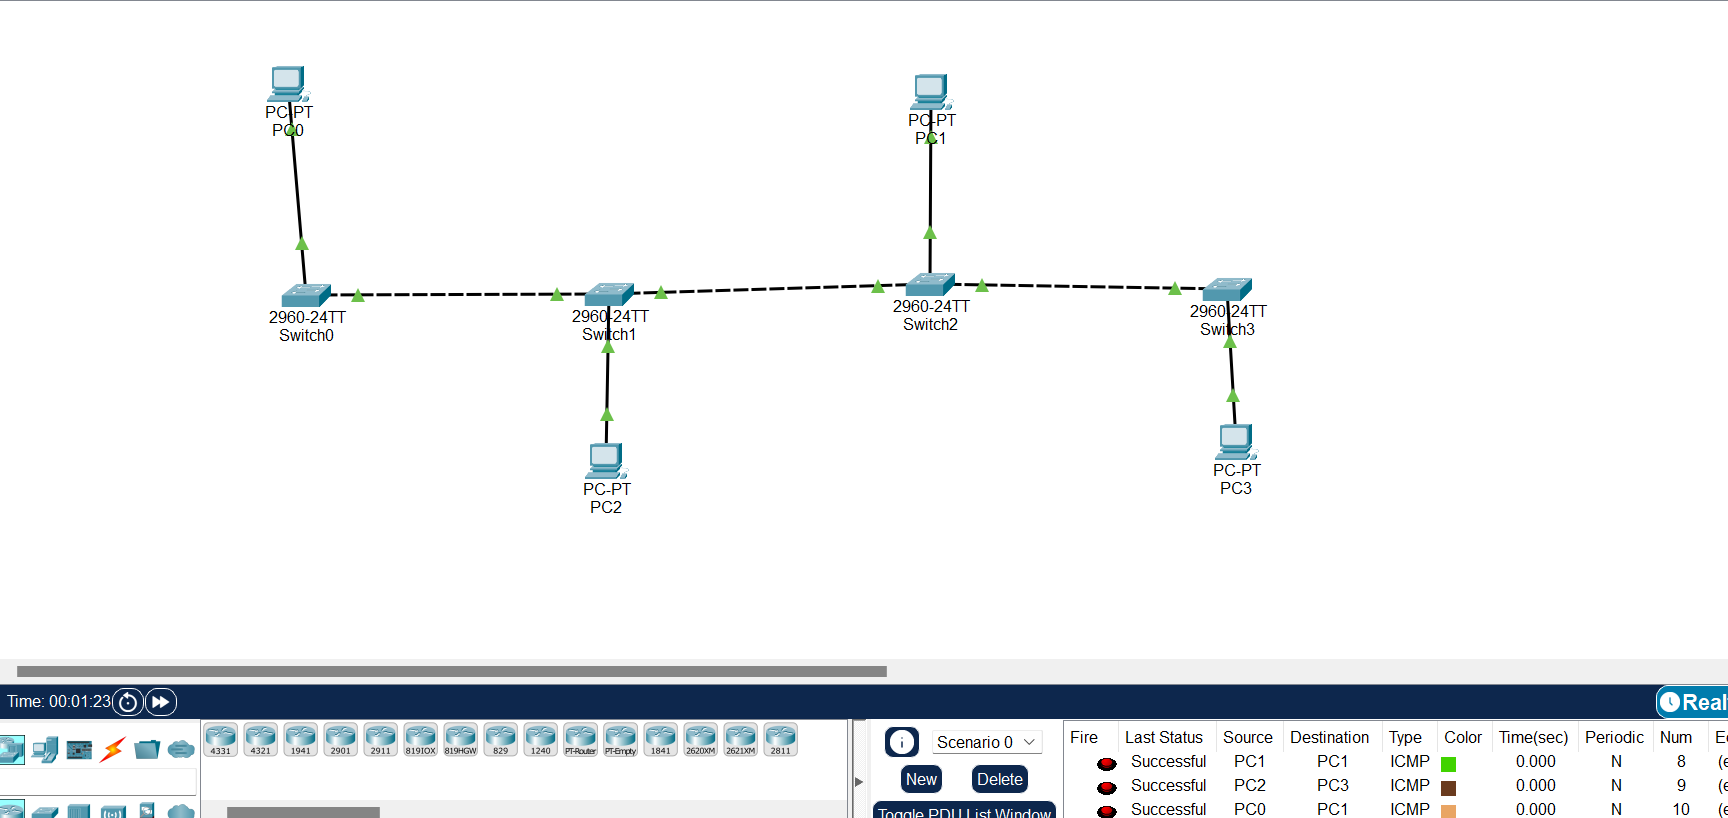 PC-PT
PC0
PC-PT
PC1
2960-24TT
Switch0
2960-24TT
Switch1
2960-24TT
Switch2
2960-24TT
Switch3
PC-PT
PC2
PC-PT
PC3
Time: 00:01:23
Real
4331 4321 1941 2901 2911 819IOX 819HGW 829 1240 PT-Router PT-Empty 1841 2620XM 2621XM 2811
Scenario 0
New Delete
Toggle PDU List Window
Fire Last Status Source Destination Type Color Time(sec) Periodic Num
Successful PC1 PC1 ICMP 0.000 N 8 (e
Successful PC2 PC3 ICMP 0.000 N 9 (e
Successful PC0 PC1 ICMP 0.000 N 10 (e